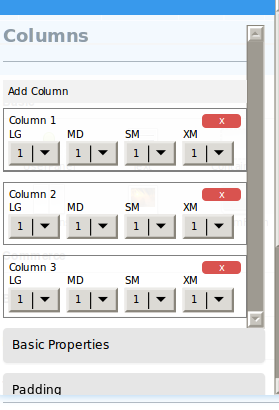 Columns
Add Column
Column 1 x
LG MD SM XM
1 1 1 1
Column 2 x
LG MD SM XM
1 1 1 1
Column 3 x
LG MD SM XM
1 1 1 1
Basic Properties
Padding